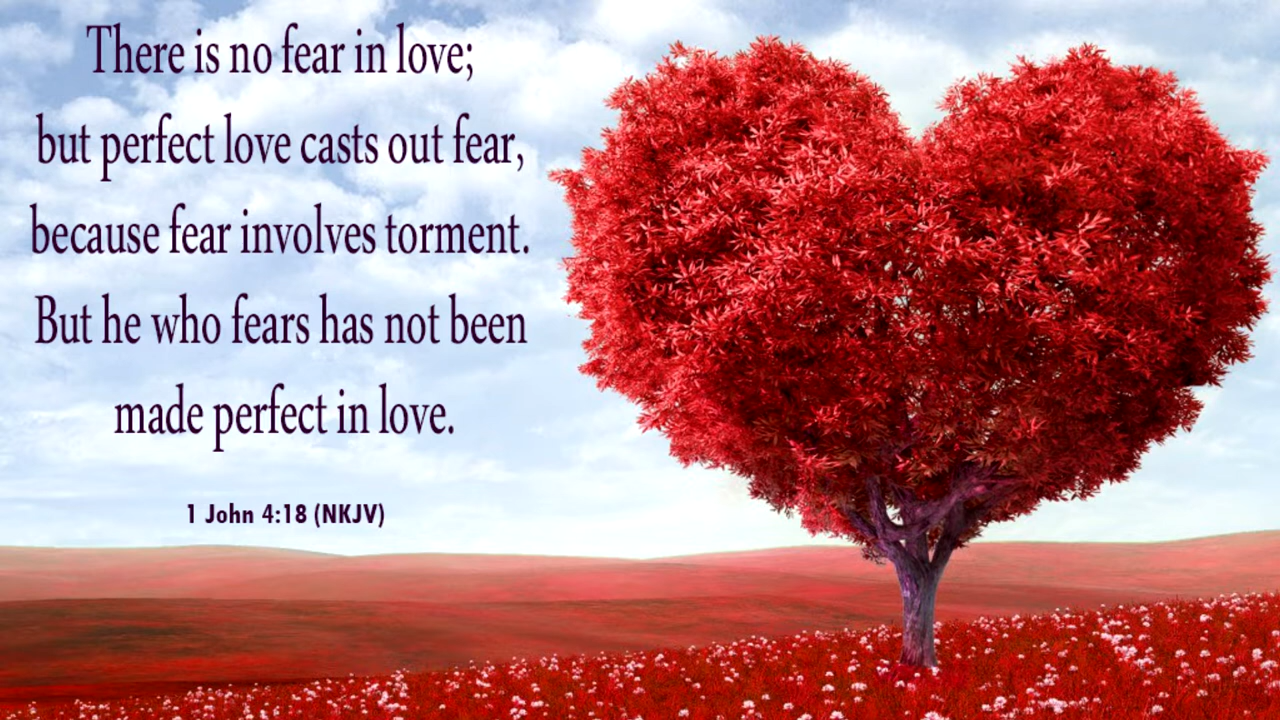 There is no fear in love;
but perfect love casts out fear,
because fear involves torment.
But he who fears has not been
made perfect in love.
1 John 4:18 (NKJV)